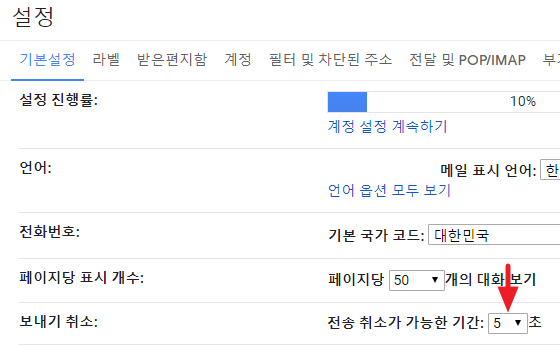 설정
기본설정 라벨 받은편지함 계정 필터 및 차단된 주소 전달 및 POP/IMAP
설정 진행률: 10%
계정 설정 계속하기
언어: 메일 표시 언어: 한
언어 옵션 모두 보기
전화번호: 기본 국가 코드: 대한민국
페이지당 표시 개수: 페이지당 50 개의 대화 보기
보내기 취소: 전송 취소가 가능한 기간: 5 초